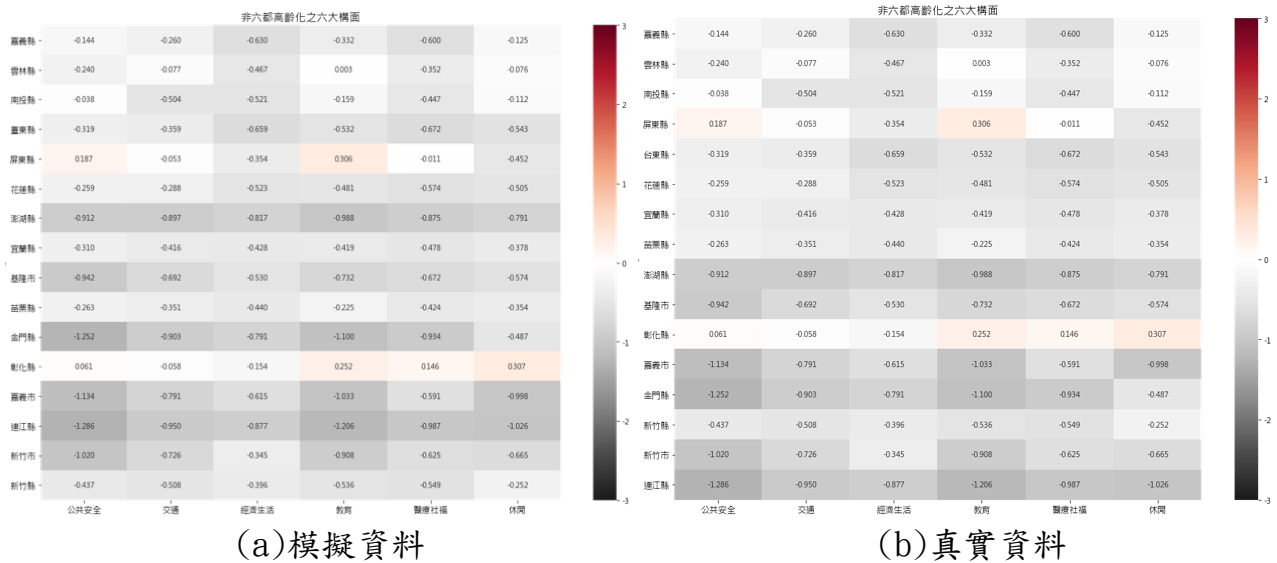 非六都高齡化之六大構面
嘉義縣 -0.144 -0.260 -0.630 -0.332 -0.600 -0.125
雲林縣 -0.240 -0.077 -0.467 0.003 -0.352 -0.076
南投縣 -0.038 -0.504 -0.521 -0.159 -0.447 -0.112
臺東縣 -0.319 -0.359 -0.659 -0.532 -0.672 -0.543
屏東縣 0.187 -0.053 -0.354 0.306 -0.011 -0.452
花蓮縣 -0.259 -0.288 -0.523 -0.481 -0.574 -0.505
澎湖縣 -0.912 -0.897 -0.817 -0.988 -0.875 -0.791
宜蘭縣 -0.310 -0.416 -0.428 -0.419 -0.478 -0.378
基隆市 -0.942 -0.692 -0.530 -0.732 -0.672 -0.574
苗栗縣 -0.263 -0.351 -0.440 -0.225 -0.424 -0.354
金門縣 -1.252 -0.903 -0.791 -1.100 -0.934 -0.487
彰化縣 0.061 -0.058 -0.154 0.252 0.146 0.307
嘉義市 -1.134 -0.791 -0.615 -1.033 -0.591 -0.998
連江縣 -1.286 -0.950 -0.877 -1.206 -0.987 -1.026
新竹市 -1.020 -0.726 -0.345 -0.908 -0.625 -0.665
新竹縣 -0.437 -0.508 -0.396 -0.536 -0.549 -0.252
公共安全 交通 經濟生活 教育 醫療社福 休閒
3
2
1
0
-1
-2
-3
(a)模擬資料
非六都高齡化之六大構面
嘉義縣 -0.144 -0.260 -0.630 -0.332 -0.600 -0.125
雲林縣 -0.240 -0.077 -0.467 0.003 -0.352 -0.076
南投縣 -0.038 -0.504 -0.521 -0.159 -0.447 -0.112
屏東縣 0.187 -0.053 -0.354 0.306 -0.011 -0.452
台東縣 -0.319 -0.359 -0.659 -0.532 -0.672 -0.543
花蓮縣 -0.259 -0.288 -0.523 -0.481 -0.574 -0.505
宜蘭縣 -0.310 -0.416 -0.428 -0.419 -0.478 -0.378
苗栗縣 -0.263 -0.351 -0.440 -0.225 -0.424 -0.354
澎湖縣 -0.912 -0.897 -0.817 -0.988 -0.875 -0.791
基隆市 -0.942 -0.692 -0.530 -0.732 -0.672 -0.574
彰化縣 0.061 -0.058 -0.154 0.252 0.146 0.307
嘉義市 -1.134 -0.791 -0.615 -1.033 -0.591 -0.998
金門縣 -1.252 -0.903 -0.791 -1.100 -0.934 -0.487
新竹縣 -0.437 -0.508 -0.396 -0.536 -0.549 -0.252
新竹市 -1.020 -0.726 -0.345 -0.908 -0.625 -0.665
連江縣 -1.286 -0.950 -0.877 -1.206 -0.987 -1.026
公共安全 交通 經濟生活 教育 醫療社福 休閒
3
2
1
0
-1
-2
-3
(b)真實資料